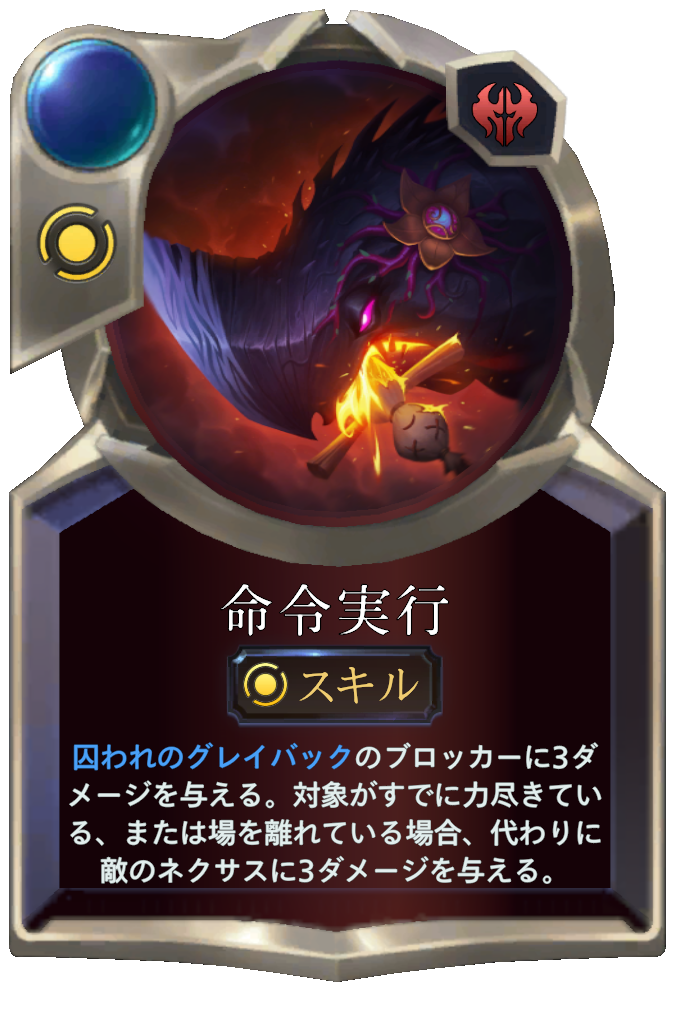 命令実行
スキル
囚われのグレイバックのブロッカーに3ダ
メージを与える。対象がすでに力尽きてい
る、または場を離れている場合、代わりに
敵のネクサスに3ダメージを与える。